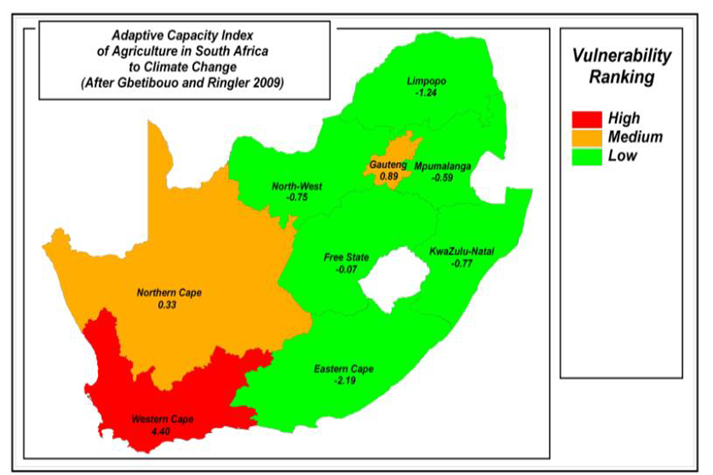 Adaptive Capacity Index
of Agriculture in South Africa
to Climate Change
(After Gbetibouo and Ringler 2009)
Vulnerability
Ranking
High
Medium
Low
Limpopo
-1.24
Gauteng
0.89
Mpumalanga
-0.59
North-West
-0.75
Free State
-0.07
KwaZulu-Natal
-0.77
Northern Cape
0.33
Eastern Cape
-2.19
Western Cape
4.40